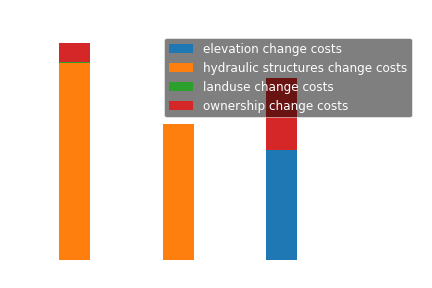 elevation change costs
hydraulic structures change costs
landuse change costs
ownership change costs